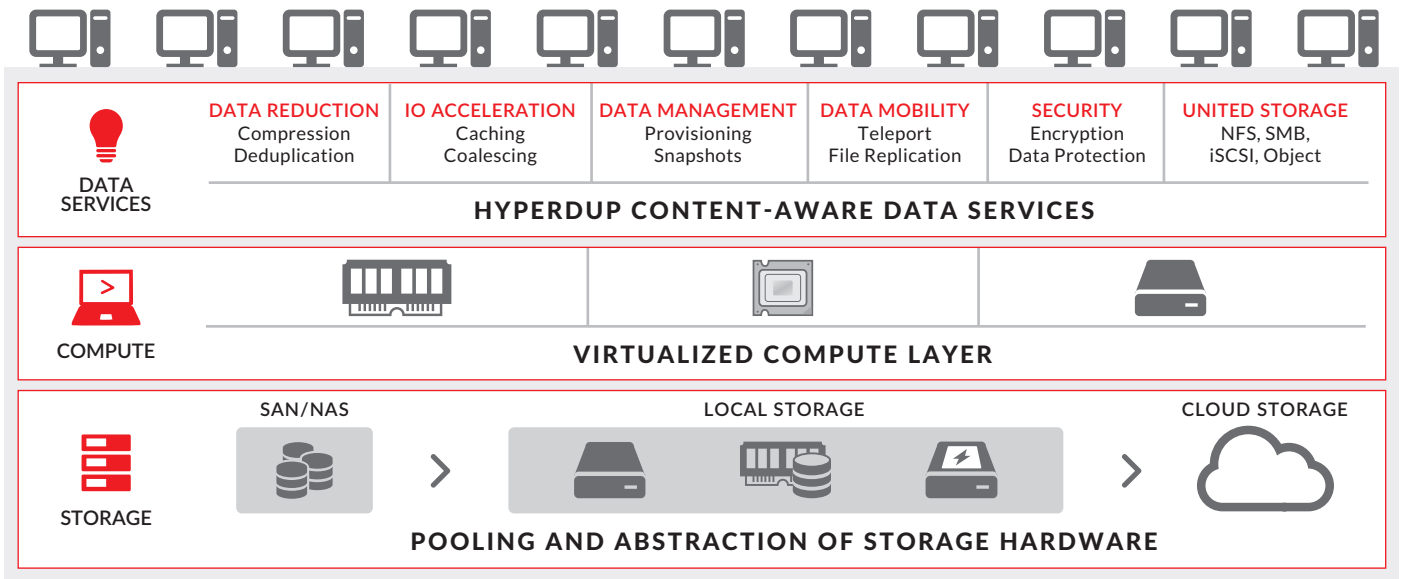 DATA REDUCTION
Compression
Deduplication
IO ACCELERATION
Caching
Coalescing
DATA MANAGEMENT
Provisioning
Snapshots
DATA MOBILITY
Teleport
File Replication
SECURITY
Encryption
Data Protection
UNITED STORAGE
NFS, SMB,
iSCSI, Object
DATA
SERVICES
HYPERDUP CONTENT-AWARE DATA SERVICES
>
COMPUTE
VIRTUALIZED COMPUTE LAYER
SAN/NAS
LOCAL STORAGE
CLOUD STORAGE
STORAGE
POOLING AND ABSTRACTION OF STORAGE HARDWARE